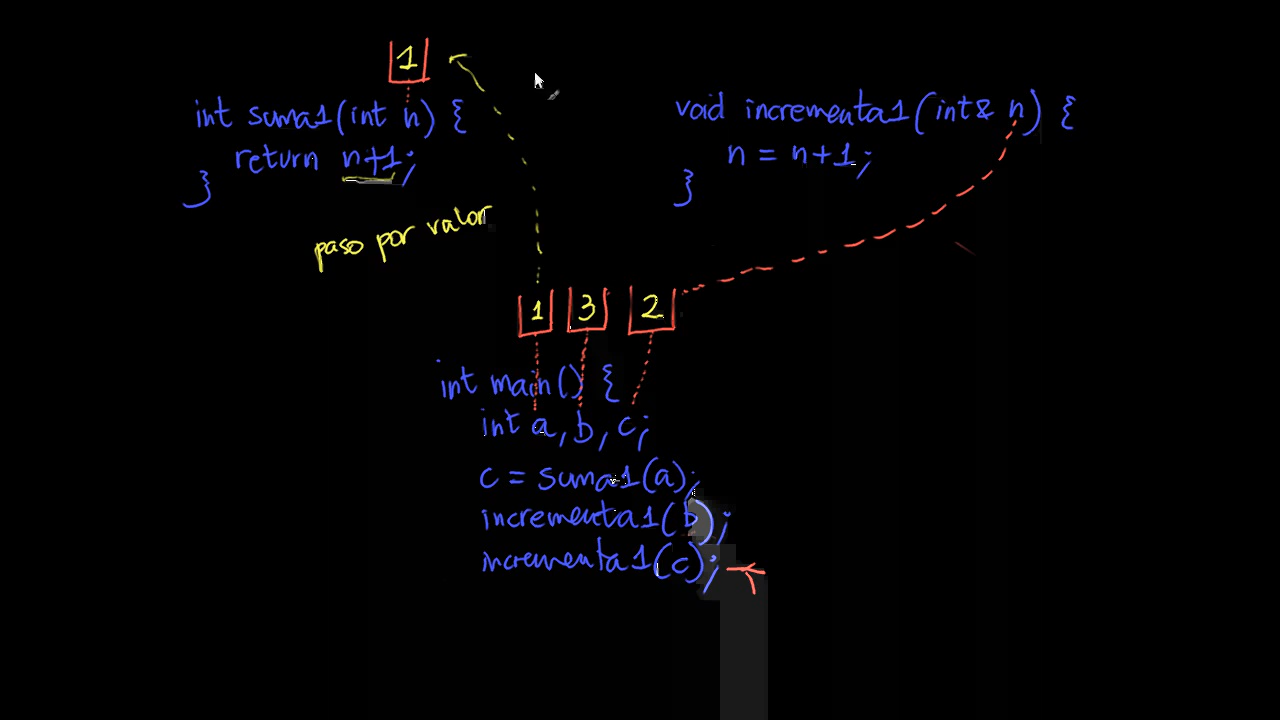 1
int suma1(int n) {
return n+1;
}
void incrementa1(int& n) {
n = n+1;
}
paso por valor
1 3 2
int main() {
int a, b, c;
c = suma1(a);
incrementa1(b);
incrementa1(c);